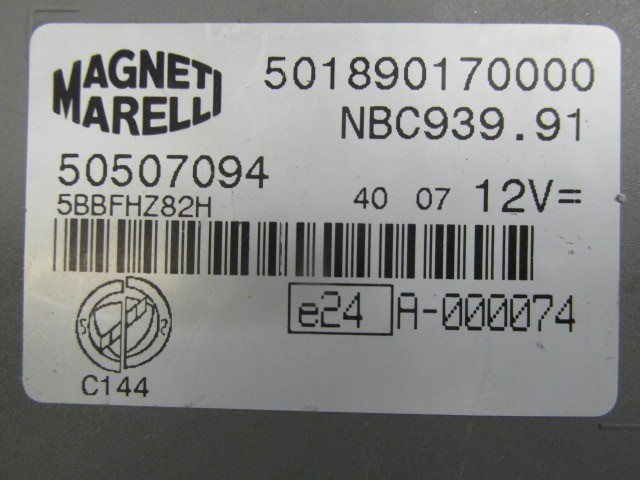 MAGNETI
MARELLI
501890170000
NBC939.91
50507094
5BBFHZ82H
40 07 12V=
e24 A-000074
C144